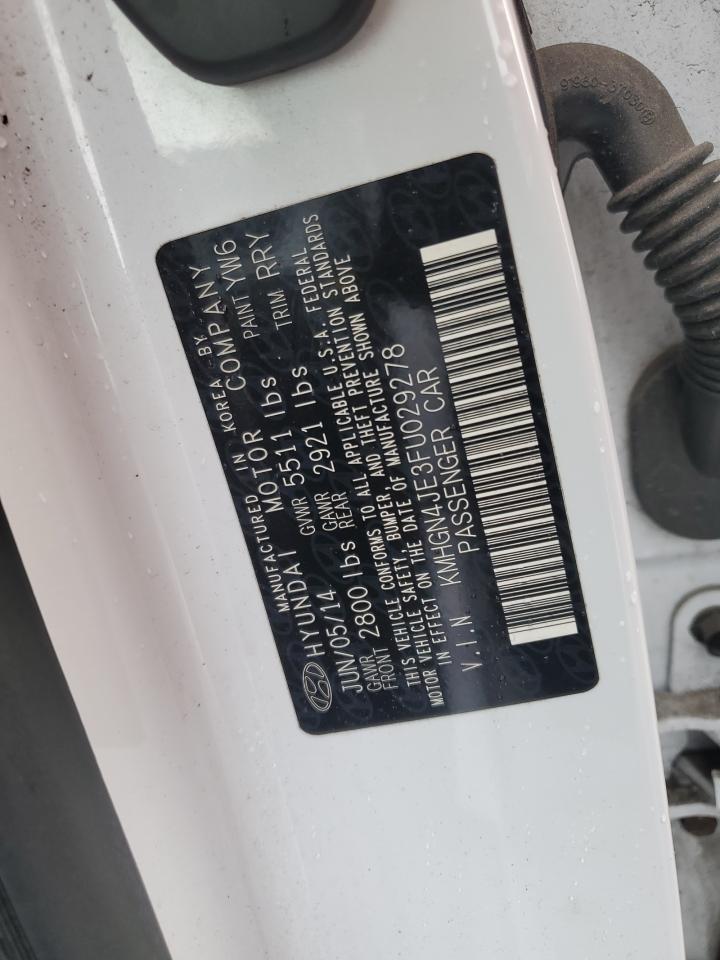 MANUFACTURED IN KOREA BY
HYUNDAI MOTOR COMPANY
JUN/05/14 GVWR 5511 lbs PAINT YW6
GAWR FRONT 2800 lbs GAWR REAR 2921 lbs TRIM RRY
THIS VEHICLE CONFORMS TO ALL APPLICABLE U.S.A. FEDERAL
MOTOR VEHICLE SAFETY, BUMPER, AND THEFT PREVENTION STANDARDS
IN EFFECT ON THE DATE OF MANUFACTURE SHOWN ABOVE
V.I.N KMHGN4JE3FU029278
PASSENGER CAR